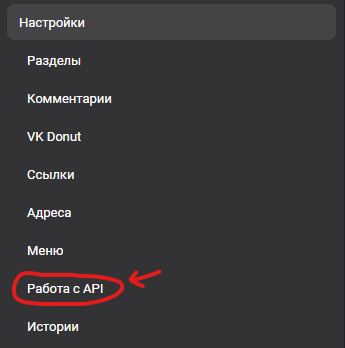 Настройки
Разделы
Комментарии
VK Donut
Ссылки
Адреса
Меню
Работа с API
Истории